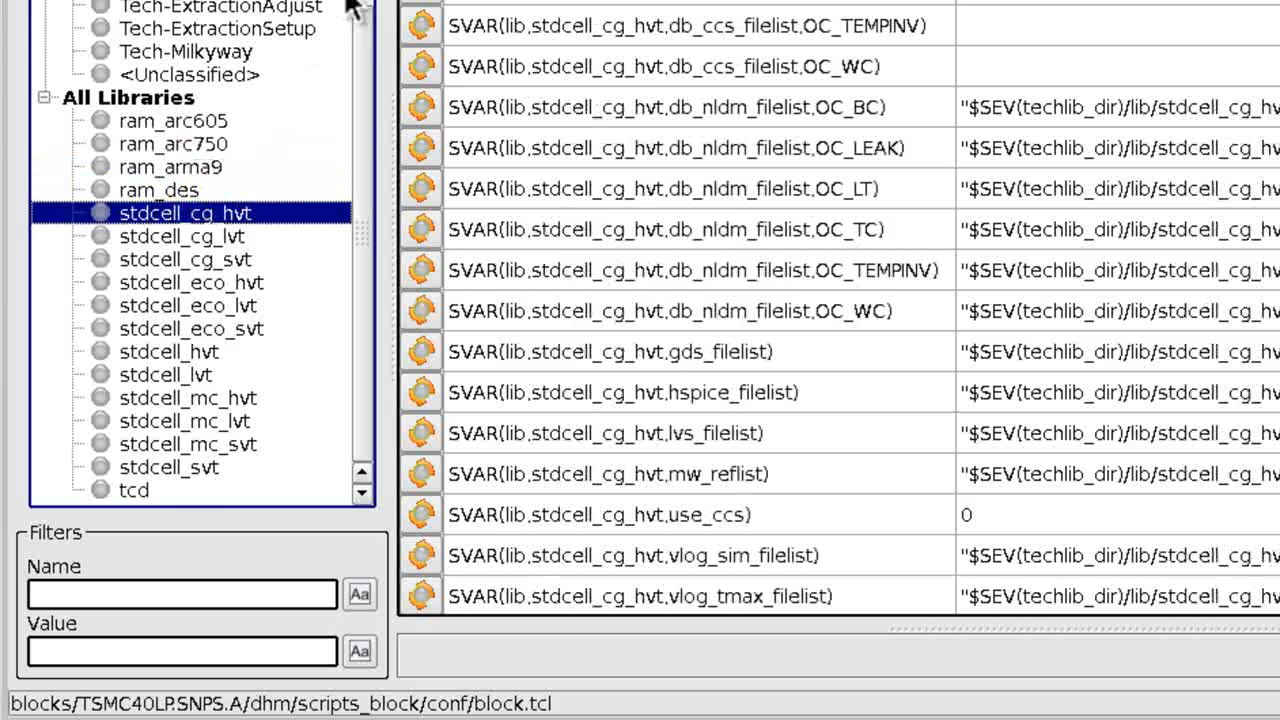 Tech-ExtractionAdjust
Tech-ExtractionSetup
Tech-Milkyway
<Unclassified>
All Libraries
ram_arc605
ram_arc750
ram_arma9
ram_des
stdcell_cg_hvt
stdcell_cg_lvt
stdcell_cg_svt
stdcell_eco_hvt
stdcell_eco_lvt
stdcell_eco_svt
stdcell_hvt
stdcell_lvt
stdcell_mc_hvt
stdcell_mc_lvt
stdcell_mc_svt
stdcell_svt
tcd
Filters
Name
Aa
Value
Aa
SVAR(lib,stdcell_cg_hvt,db_ccs_filelist,OC_TEMPINV)
SVAR(lib,stdcell_cg_hvt,db_ccs_filelist,OC_WC)
SVAR(lib,stdcell_cg_hvt,db_nldm_filelist,OC_BC) "$SEV(techlib_dir)/lib/stdcell_cg_hv
SVAR(lib,stdcell_cg_hvt,db_nldm_filelist,OC_LEAK) "$SEV(techlib_dir)/lib/stdcell_cg_hv
SVAR(lib,stdcell_cg_hvt,db_nldm_filelist,OC_LT) "$SEV(techlib_dir)/lib/stdcell_cg_hv
SVAR(lib,stdcell_cg_hvt,db_nldm_filelist,OC_TC) "$SEV(techlib_dir)/lib/stdcell_cg_hv
SVAR(lib,stdcell_cg_hvt,db_nldm_filelist,OC_TEMPINV) "$SEV(techlib_dir)/lib/stdcell_cg_hv
SVAR(lib,stdcell_cg_hvt,db_nldm_filelist,OC_WC) "$SEV(techlib_dir)/lib/stdcell_cg_hv
SVAR(lib,stdcell_cg_hvt,gds_filelist) "$SEV(techlib_dir)/lib/stdcell_cg_hv
SVAR(lib,stdcell_cg_hvt,hspice_filelist) "$SEV(techlib_dir)/lib/stdcell_cg_hv
SVAR(lib,stdcell_cg_hvt,lvs_filelist) "$SEV(techlib_dir)/lib/stdcell_cg_hv
SVAR(lib,stdcell_cg_hvt,mw_reflist) "$SEV(techlib_dir)/lib/stdcell_cg_hv
SVAR(lib,stdcell_cg_hvt,use_ccs) 0
SVAR(lib,stdcell_cg_hvt,vlog_sim_filelist) "$SEV(techlib_dir)/lib/stdcell_cg_hv
SVAR(lib,stdcell_cg_hvt,vlog_tmax_filelist) "$SEV(techlib_dir)/lib/stdcell_cg_hv
blocks/TSMC40LP.SNPS.A/dhm/scripts_block/conf/block.tcl